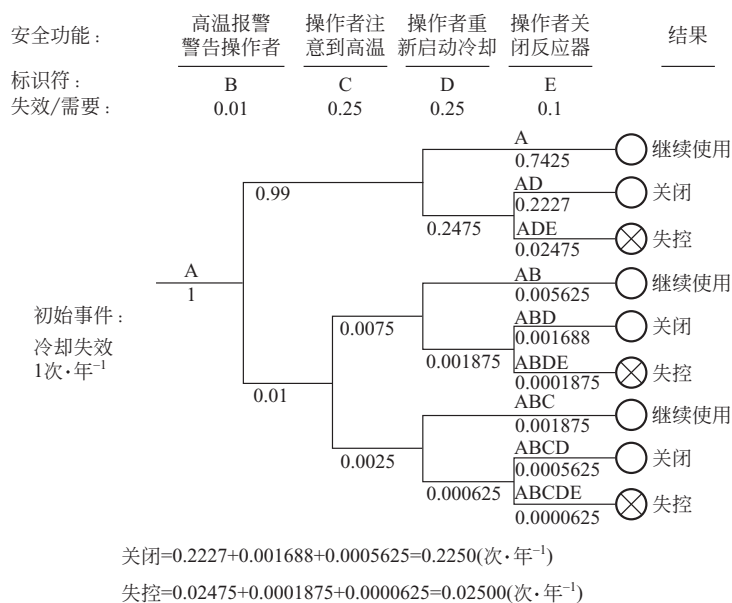 安全功能：
高温报警
警告操作者
操作者注
意到高温
操作者重
新启动冷却
操作者关
闭反应器
结果
标识符：
B
C
D
E
失效/需要：
0.01
0.25
0.25
0.1
A
0.7425
继续使用
0.99
AD
0.2227
关闭
0.2475
ADE
0.02475
失控
A
1
AB
0.005625
继续使用
初始事件：
冷却失效
1次·年⁻¹
0.0075
ABD
0.001688
关闭
0.001875
ABDE
0.0001875
失控
0.01
ABC
0.001875
继续使用
0.0025
ABCD
0.0005625
关闭
0.000625
ABCDE
0.0000625
失控
关闭=0.2227+0.001688+0.0005625=0.2250(次·年⁻¹)
失控=0.02475+0.0001875+0.0000625=0.02500(次·年⁻¹)